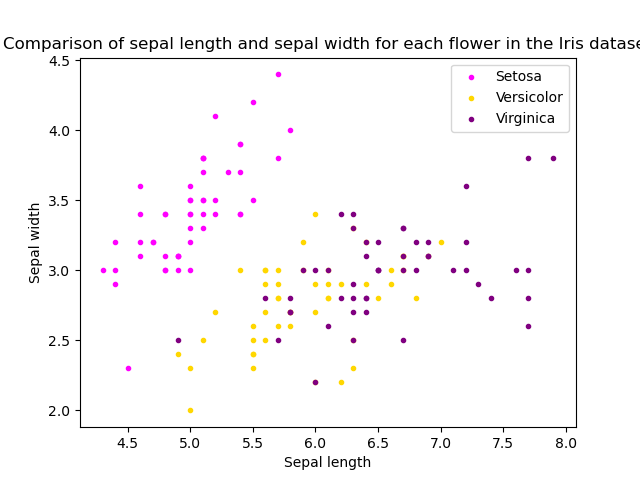 Comparison of sepal length and sepal width for each flower in the Iris datase
4.5
4.0
3.5
3.0
2.5
2.0
Sepal width
Setosa
Versicolor
Virginica
4.5 5.0 5.5 6.0 6.5 7.0 7.5 8.0
Sepal length